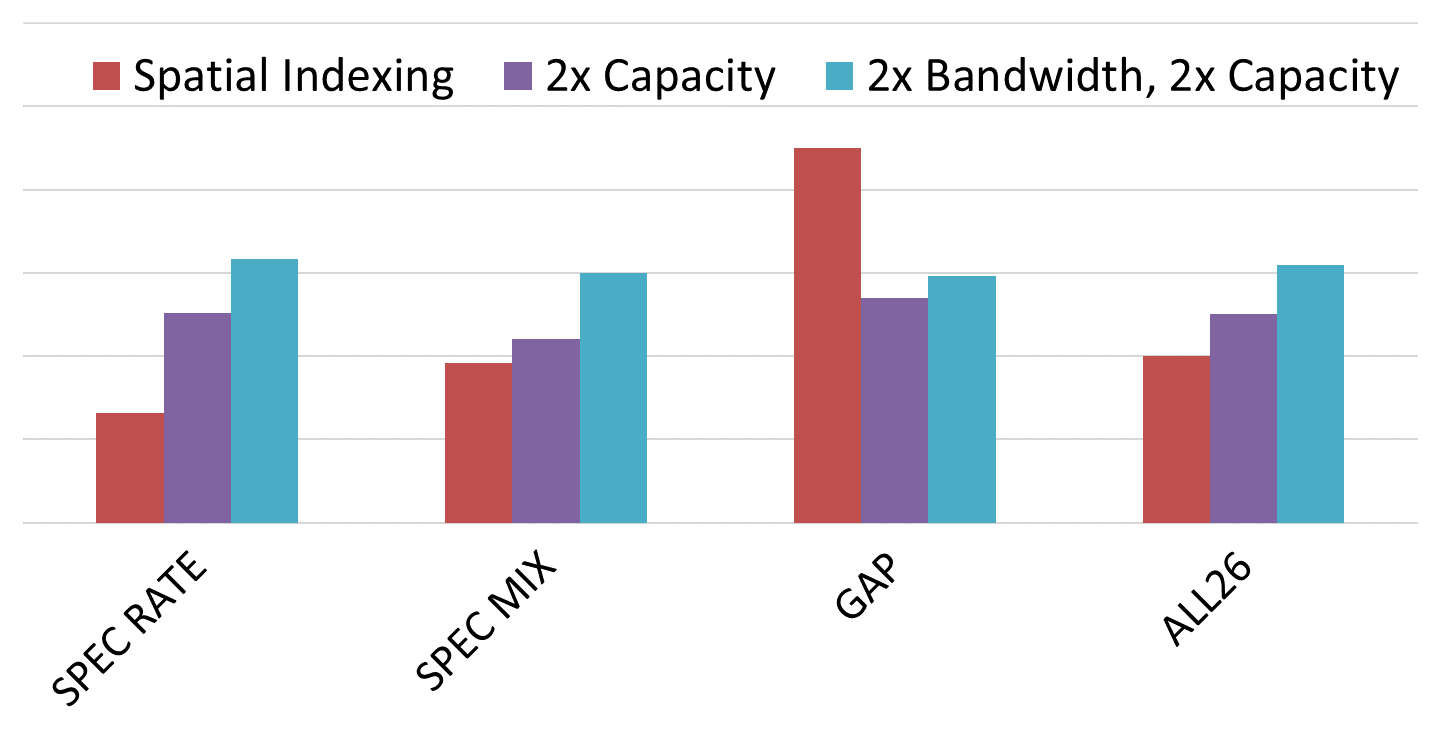 Spatial Indexing 2x Capacity 2x Bandwidth, 2x Capacity
SPEC RATE
SPEC MIX
GAP
ALL26